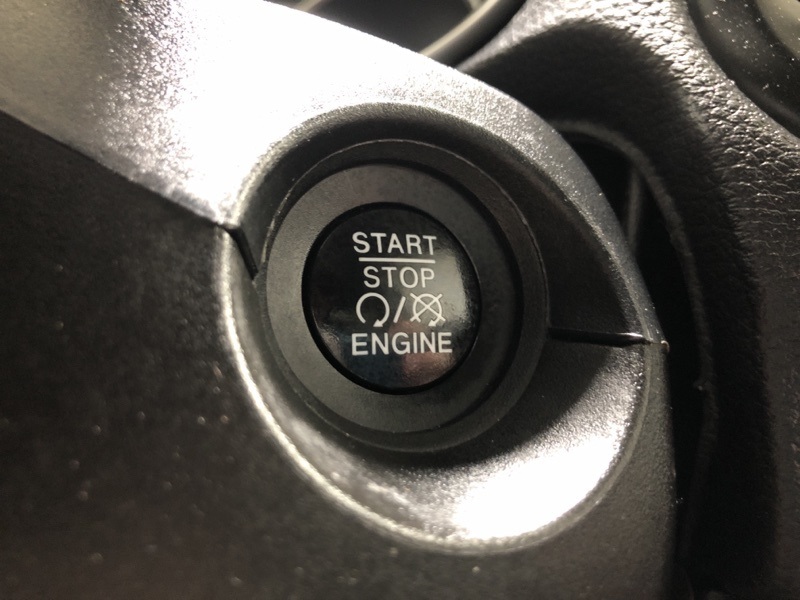 START
STOP
/
ENGINE